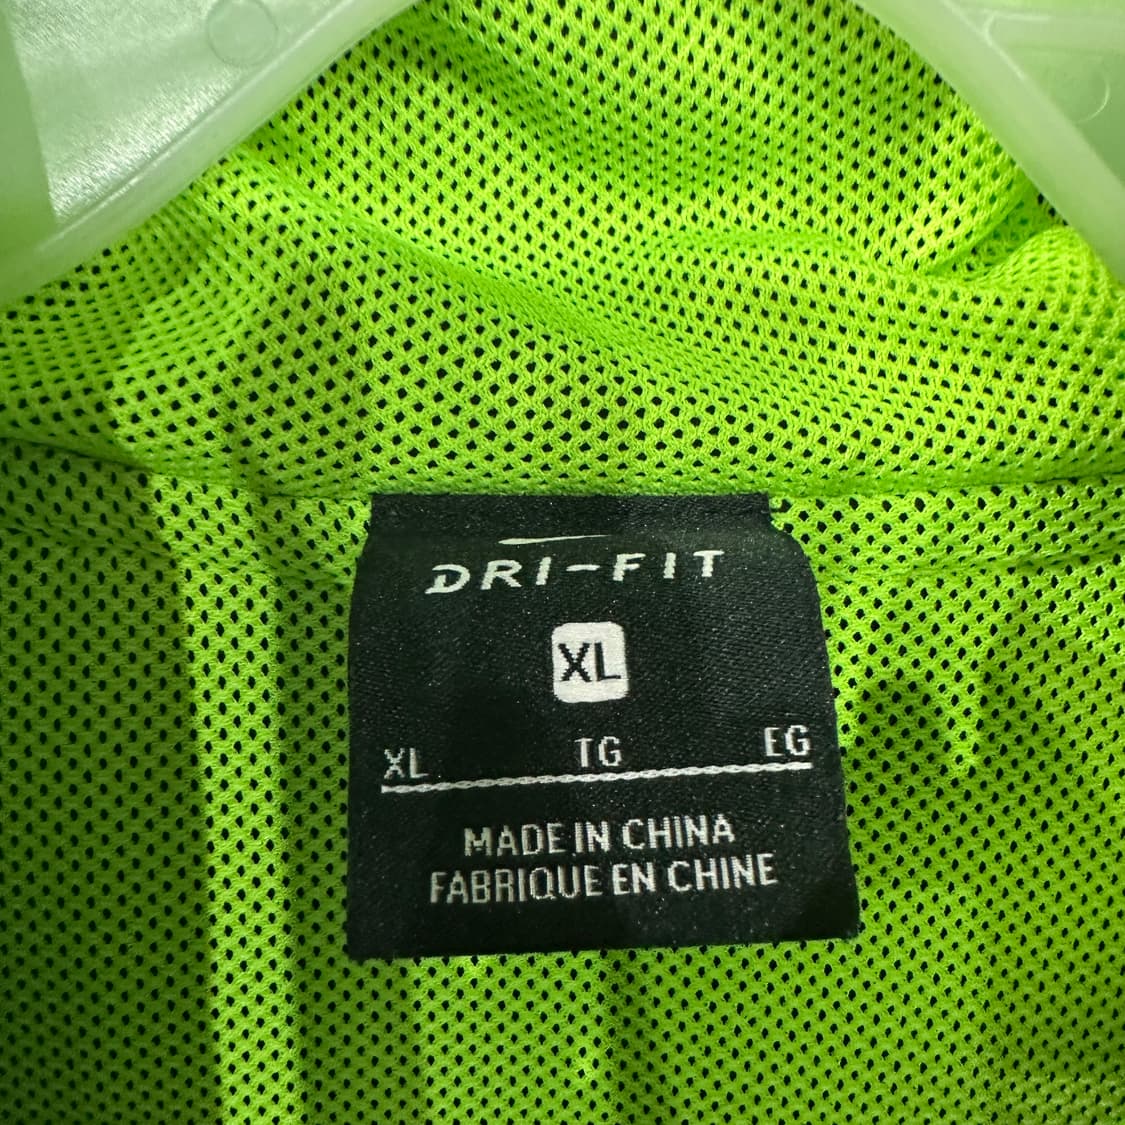 DRI-FIT
XL
XL TG EG
MADE IN CHINA
FABRIQUE EN CHINE